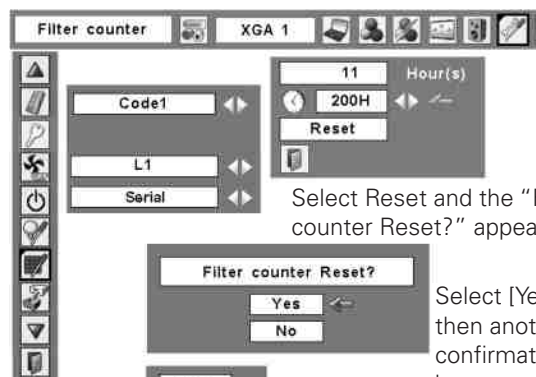 Filter counter XGA 1
11 Hour(s)
Code1 200H
Reset
L1
Serial
Select Reset and the
counter Reset?" appea
Filter counter Reset?
Yes
No
Select [Ye
then anot
confirmat